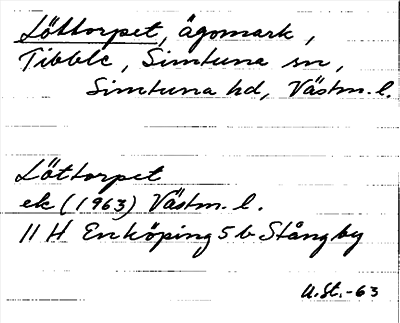 Löttorpet, ägomark,
Tibble, Simtuna sn,
Simtuna hd, Västm. l.
Löttorpet
ek (1963) Västm. l.
11 H Enköping 5 b Stångby
U.St.-63